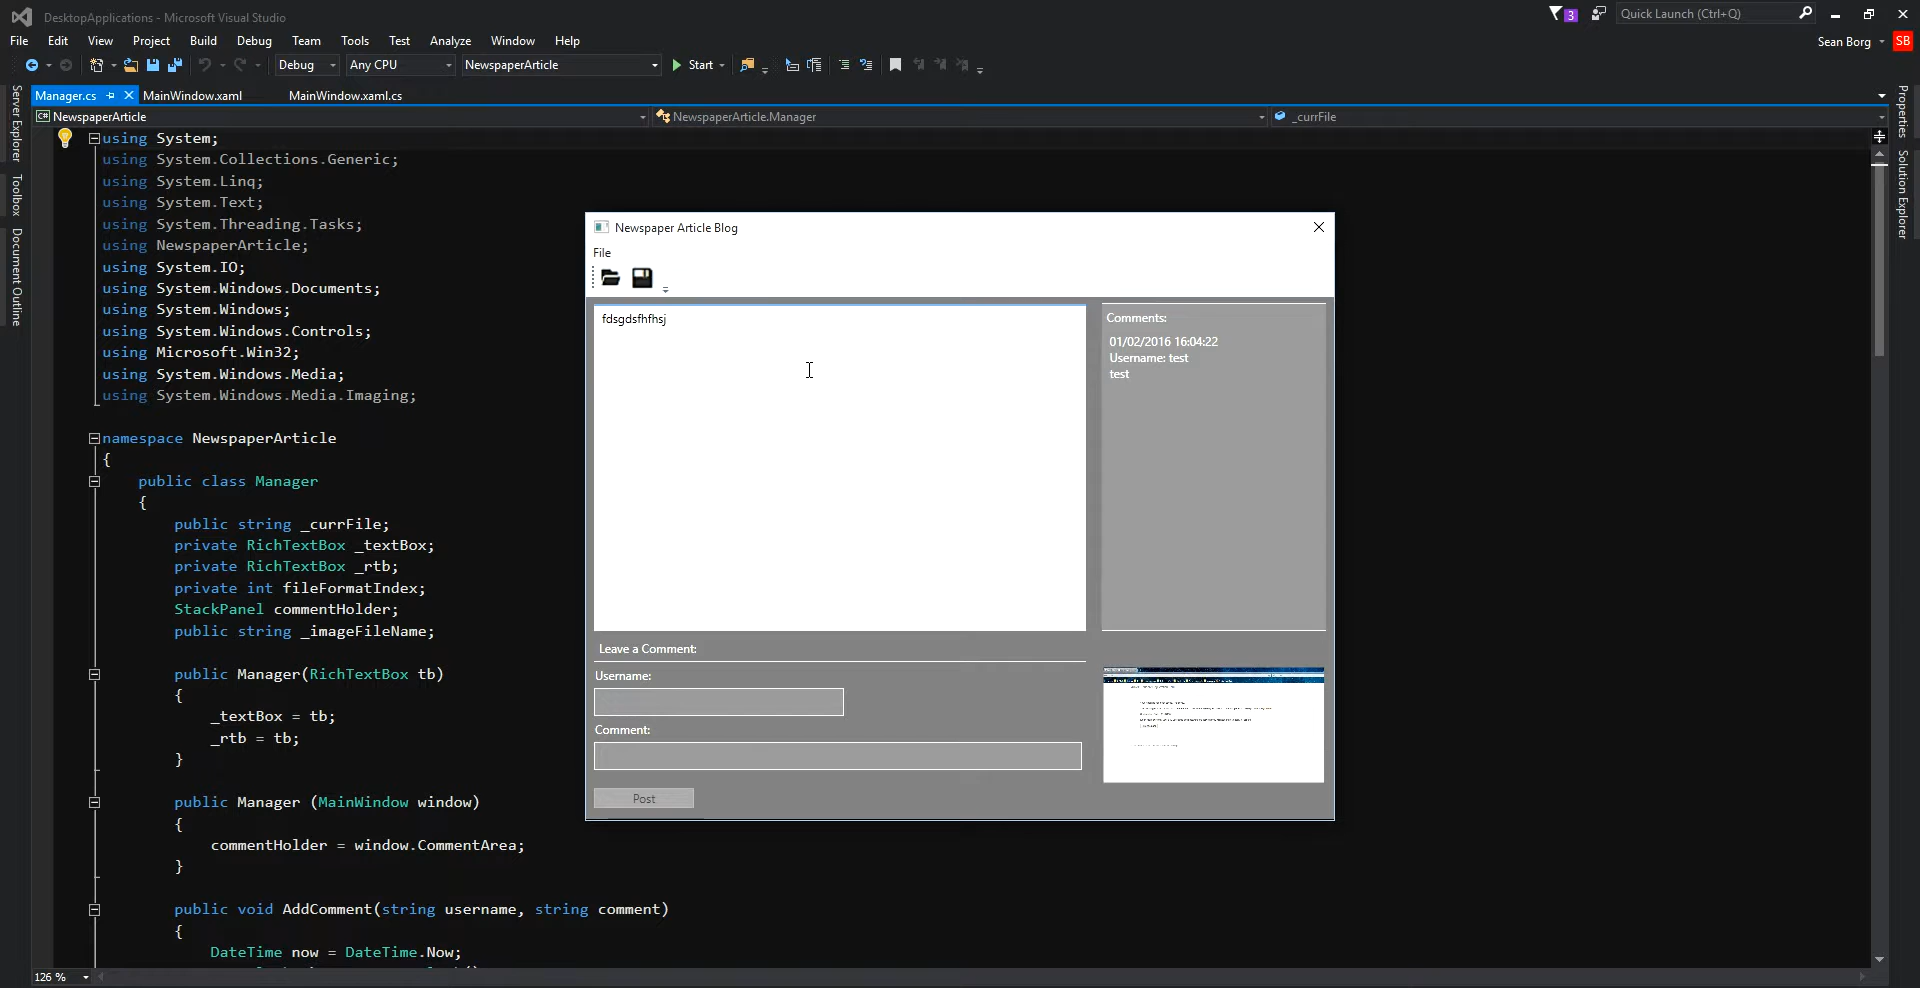 DesktopApplications - Microsoft Visual Studio
3
Quick Launch (Ctrl+Q)
File Edit View Project Build Debug Team Tools Test Analyze Window Help
Sean Borg SB
Debug Any CPU NewspaperArticle Start
Manager.cs MainWindow.xaml MainWindow.xaml.cs
C# NewspaperArticle NewspaperArticle.Manager _currFile
Server Explorer
Toolbox
Document Outline
Properties
Solution Explorer
using System;
using System.Collections.Generic;
using System.Linq;
using System.Text;
using System.Threading.Tasks;
using NewspaperArticle;
using System.IO;
using System.Windows.Documents;
using System.Windows;
using System.Windows.Controls;
using Microsoft.Win32;
using System.Windows.Media;
using System.Windows.Media.Imaging;
namespace NewspaperArticle
{
public class Manager
{
public string _currFile;
private RichTextBox _textBox;
private RichTextBox _rtb;
private int fileFormatIndex;
StackPanel commentHolder;
public string _imageFileName;
public Manager(RichTextBox tb)
{
_textBox = tb;
_rtb = tb;
}
public Manager (MainWindow window)
{
commentHolder = window.CommentArea;
}
public void AddComment(string username, string comment)
{
DateTime now = DateTime.Now;
126 %
Newspaper Article Blog
File
fdsgdsfhfhsj
Comments:
01/02/2016 16:04:22
Username: test
test
Leave a Comment:
Username:
Comment:
Post